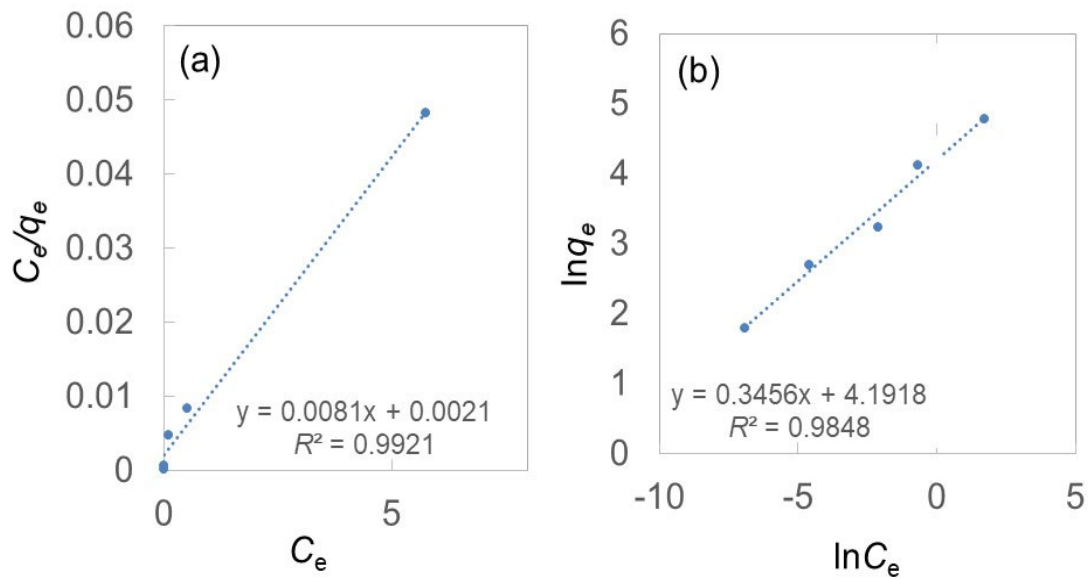 (a)
0.06
0.05
0.04
0.03
0.02
0.01
0
Ce/qe
y = 0.0081x + 0.0021
R² = 0.9921
0 5
Ce
(b)
6
5
4
3
2
1
0
lnqe
y = 0.3456x + 4.1918
R² = 0.9848
-10 -5 0 5
lnCe